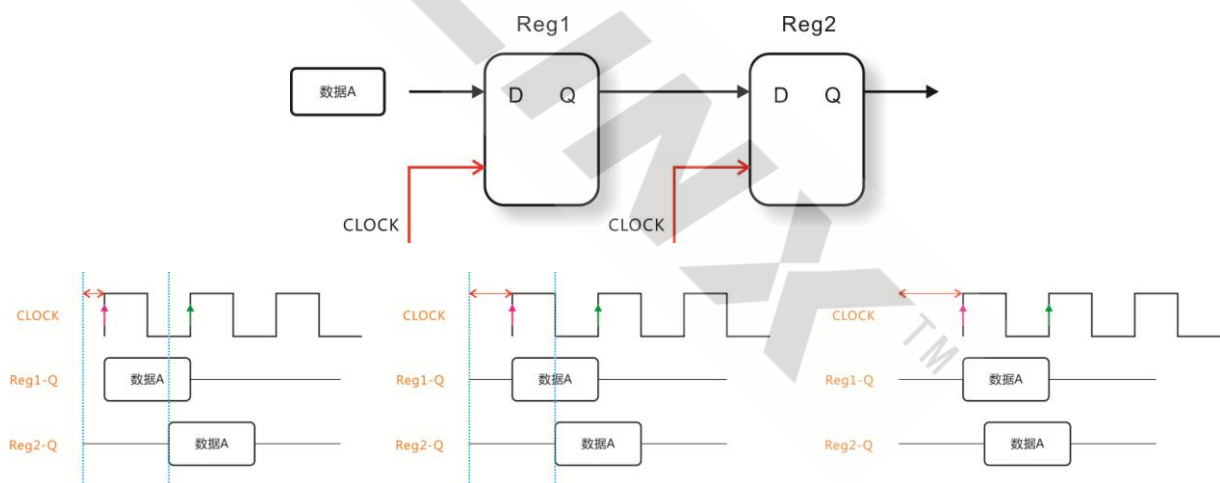 Reg1
Reg2
数据A
D Q
D Q
CLOCK
CLOCK
CLOCK
Reg1-Q
数据A
Reg2-Q
数据A
CLOCK
Reg1-Q
数据A
Reg2-Q
数据A
CLOCK
Reg1-Q
数据A
Reg2-Q
数据A
INX
TM